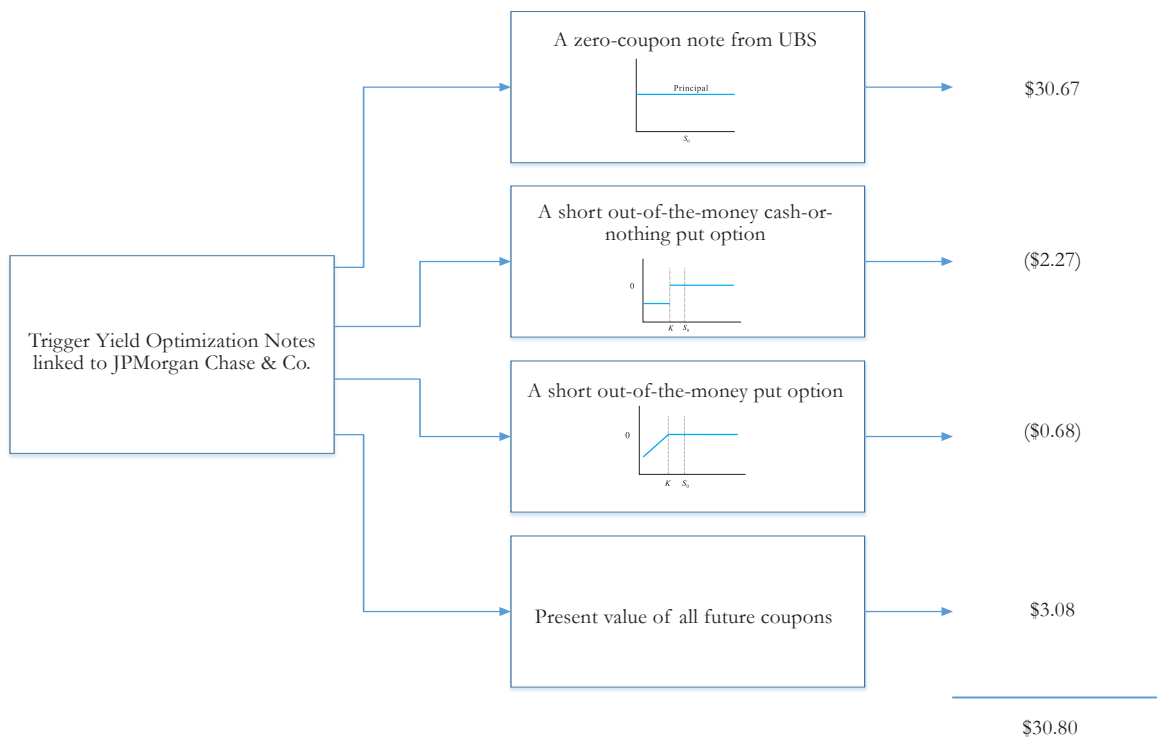 A zero-coupon note from UBS
Principal
S0
$30.67
A short out-of-the-money cash-or-
nothing put option
0
K S0
($2.27)
Trigger Yield Optimization Notes
linked to JPMorgan Chase & Co.
A short out-of-the-money put option
0
K S0
($0.68)
Present value of all future coupons
$3.08
$30.80